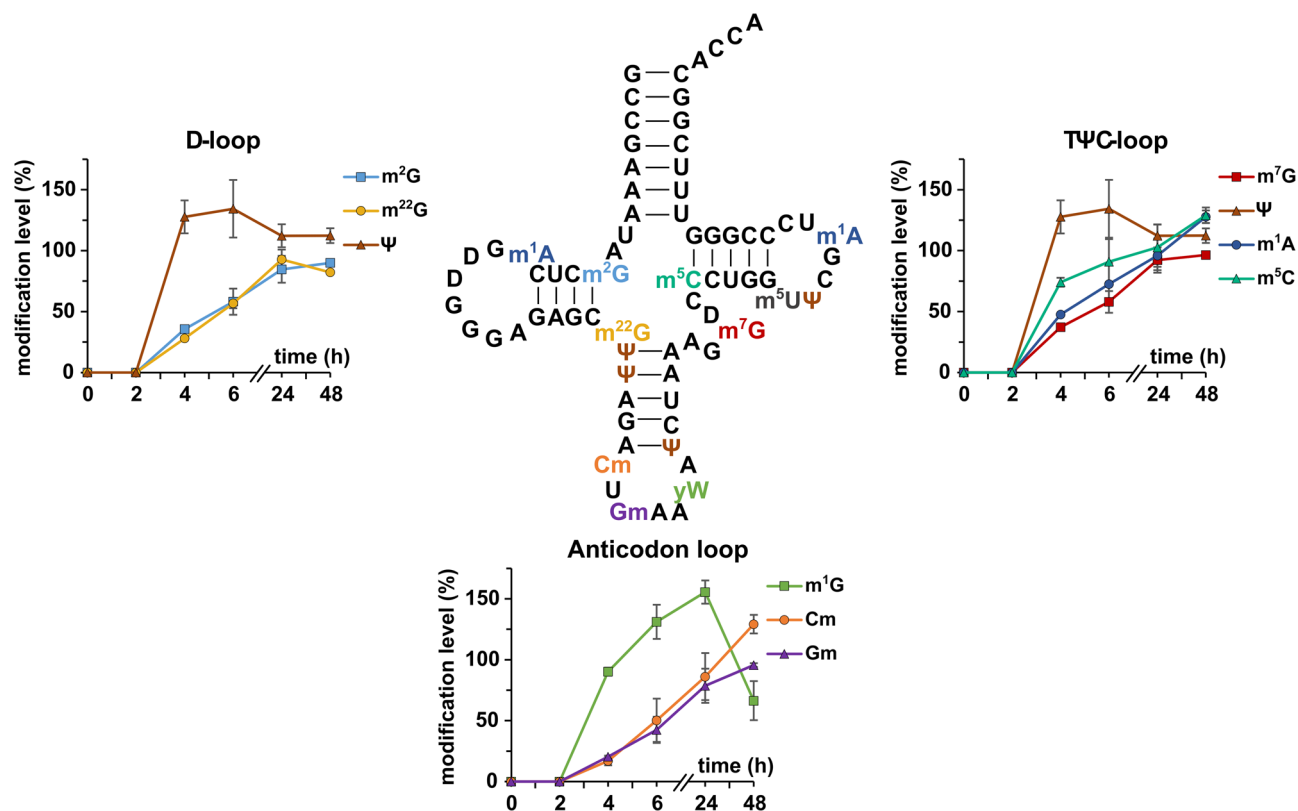 D-loop
modification level (%)
150
100
50
0
0 2 4 6 24 48
time (h)
m²G
m²²G
Ψ
A
C
C
A
G C
C G
C G
G C
A U
A U
A U
U
A
m²G
C
U
C
m¹A
G
D
D
G
G
G
A
G
A
G
C
m²²G
Ψ A
Ψ A
A U
G C
A Ψ
Cm A
U yW
Gm A A
A
G
m⁷G
D
C
m⁵C C U G G
m⁵U Ψ
C
G
m¹A
U
C
G G G C C
TΨC-loop
modification level (%)
150
100
50
0
0 2 4 6 24 48
time (h)
m⁷G
Ψ
m¹A
m⁵C
Anticodon loop
modification level (%)
150
100
50
0
0 2 4 6 24 48
time (h)
m¹G
Cm
Gm